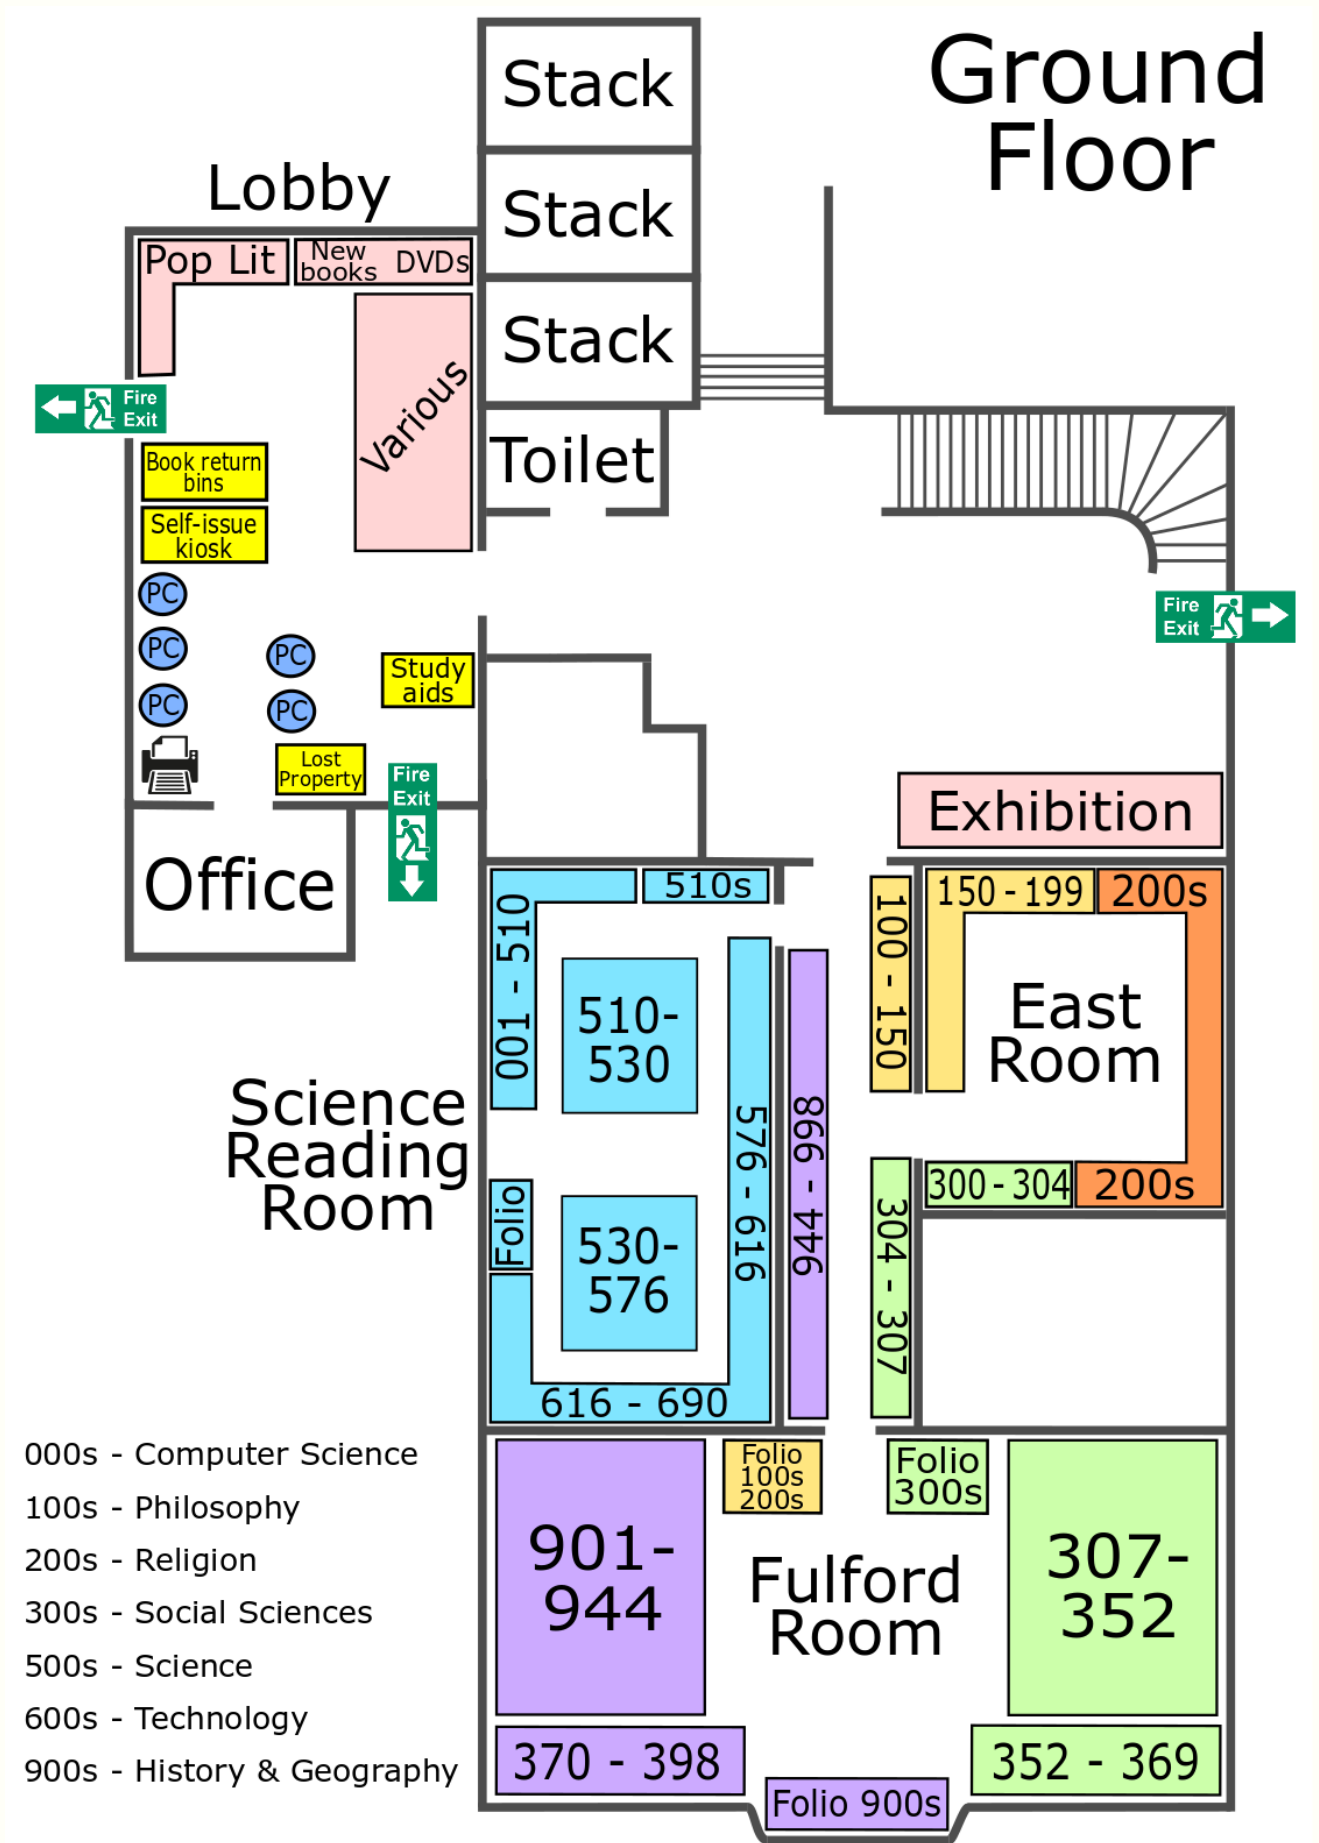 Ground
Floor
Stack
Stack
Stack
Lobby
Pop Lit
New
books
DVDs
Various
Fire
Exit
Book return
bins
Self-issue
kiosk
Toilet
PC
PC
PC
PC
PC
Study
aids
Lost
Property
Fire
Exit
Fire
Exit
Office
Exhibition
510s
001 - 510
510-
530
576 - 616
944 - 998
100 - 150
150 - 199
200s
East
Room
300 - 304
200s
304 - 307
Science
Reading
Room
Folio
530-
576
616 - 690
901-
944
Folio
100s
200s
Folio
300s
307-
352
Fulford
Room
370 - 398
352 - 369
Folio 900s
000s - Computer Science
100s - Philosophy
200s - Religion
300s - Social Sciences
500s - Science
600s - Technology
900s - History & Geography